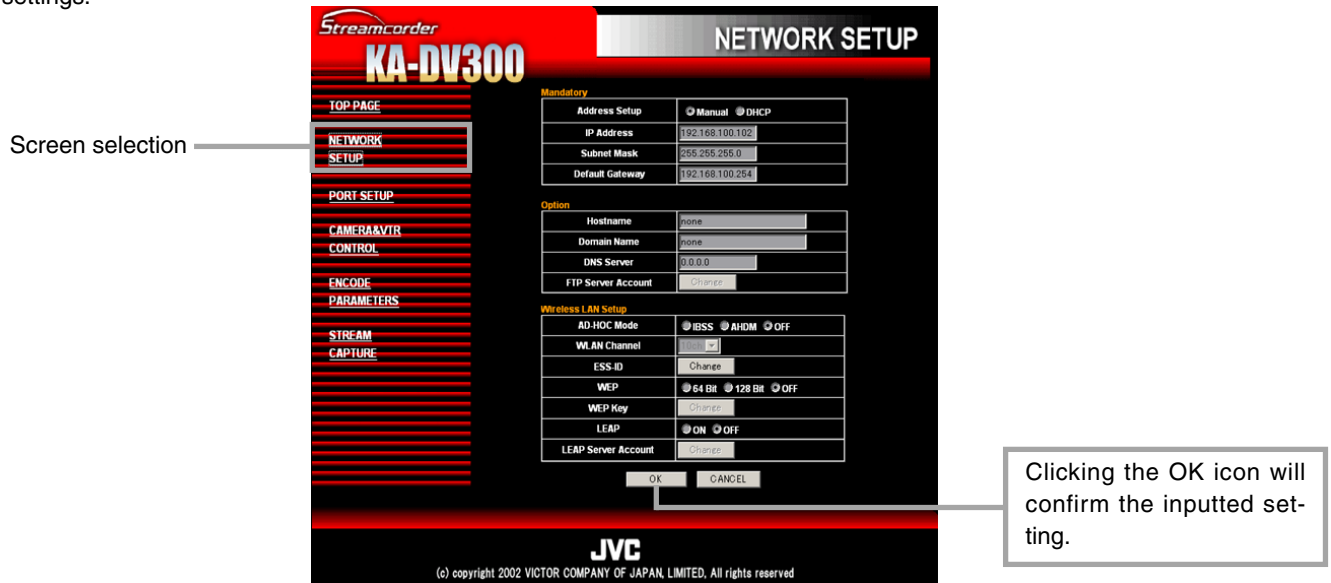 settings.
Streamcorder
KA-DV300
NETWORK SETUP
TOP PAGE
NETWORK
SETUP
PORT SETUP
CAMERA&VTR
CONTROL
ENCODE
PARAMETERS
STREAM
CAPTURE
Screen selection
Mandatory
Address Setup Manual DHCP
IP Address 192.168.100.102
Subnet Mask 255.255.255.0
Default Gateway 192.168.100.254
Option
Hostname none
Domain Name none
DNS Server 0.0.0.0
FTP Server Account Change
Wireless LAN Setup
AD-HOC Mode IBSS AHDM OFF
WLAN Channel
ESS-ID Change
WEP 64 Bit 128 Bit OFF
WEP Key Change
LEAP ON OFF
LEAP Server Account Change
OK CANCEL
Clicking the OK icon will
confirm the inputted set-
ting.
JVC
(c) copyright 2002 VICTOR COMPANY OF JAPAN, LIMITED, All rights reserved